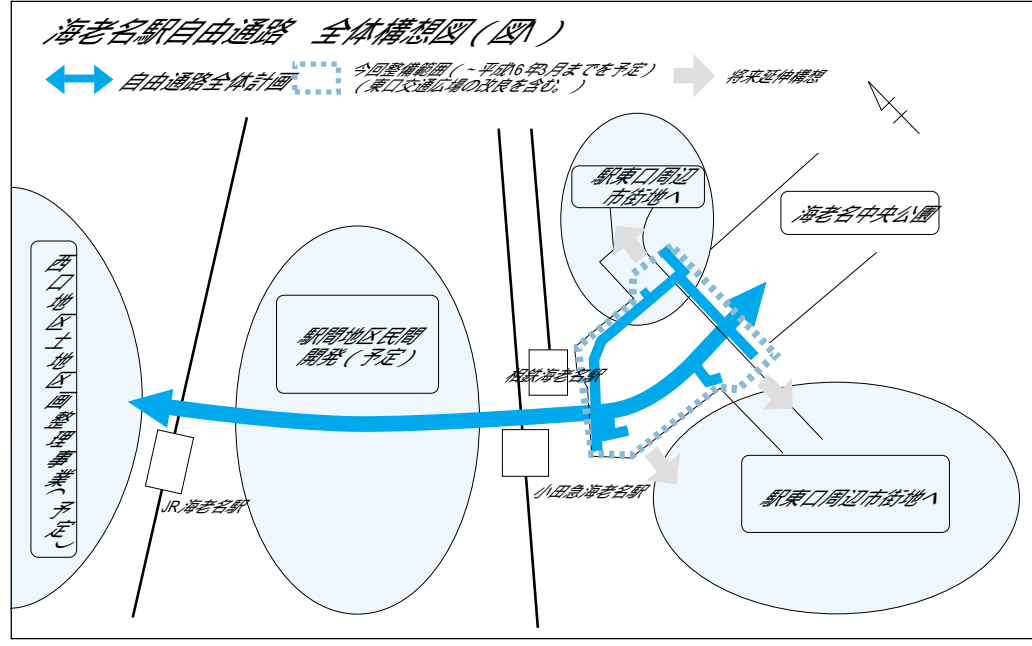 海老名駅自由通路　全体構想図（図1）
自由通路全体計画
今回整備範囲（～平成16年3月までを予定）
（東口交通広場の改良を含む。）
将来延伸構想
駅東口周辺
市街地へ
海老名中央公園
西口地区土地区画整理事業（予定）
駅間地区民間
開発（予定）
相鉄海老名駅
JR海老名駅
小田急海老名駅
駅東口周辺市街地へ